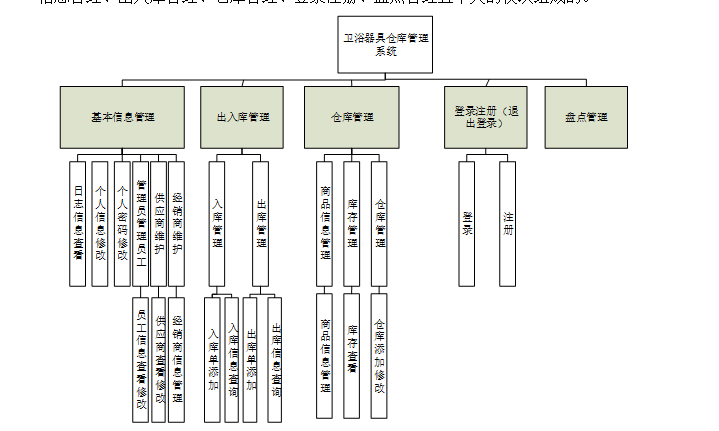 信息管理、出入库管理、仓库管理、登录注册、盘点管理五个大的模块组成的。
卫浴器具仓库管理
系统
基本信息管理
出入库管理
仓库管理
登录注册（退
出登录）
盘点管理
日志信息查看
个人信息修改
个人密码修改
管理员管理员工
供应商维护
经销商维护
入库管理
出库管理
商品信息管理
库存管理
仓库管理
登录
注册
员工信息查看修改
供应商查看修改
经销商信息管理
入库单添加
入库信息查询
出库单添加
出库信息查询
商品信息管理
库存查看
仓库添加修改